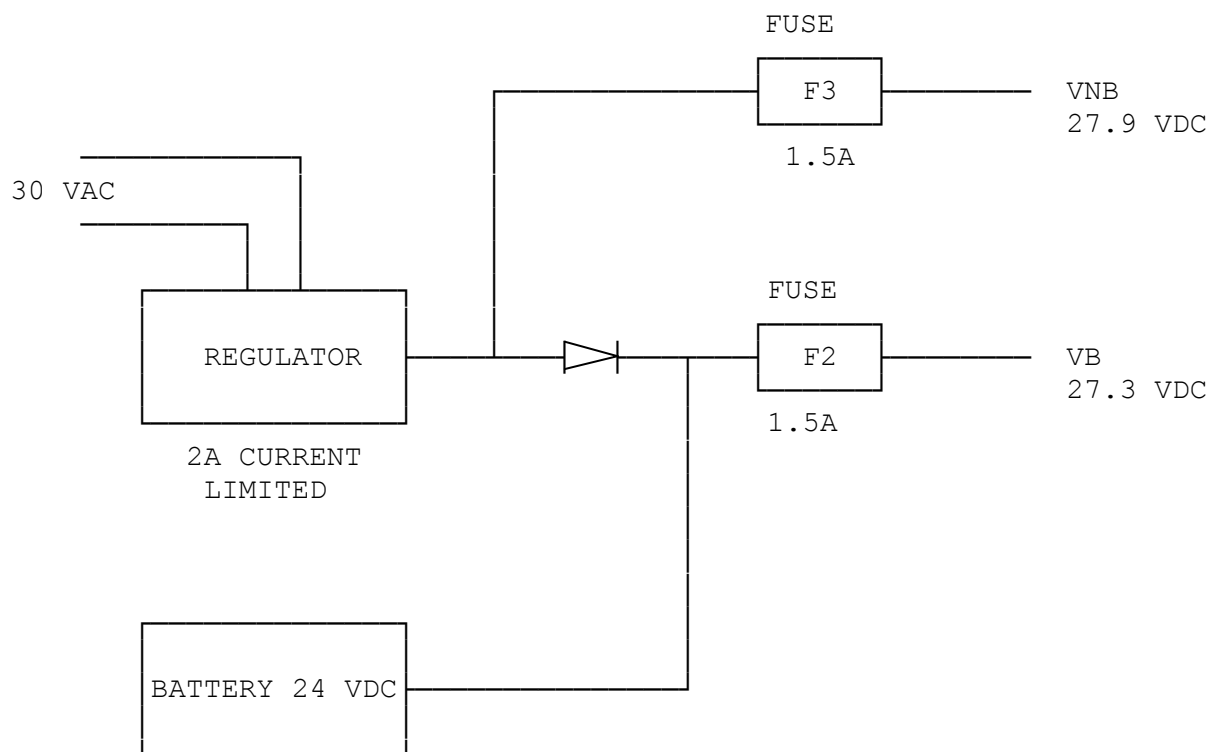 FUSE
F3
VNB
27.9 VDC
1.5A
30 VAC
FUSE
REGULATOR
F2
VB
27.3 VDC
1.5A
2A CURRENT
LIMITED
BATTERY 24 VDC